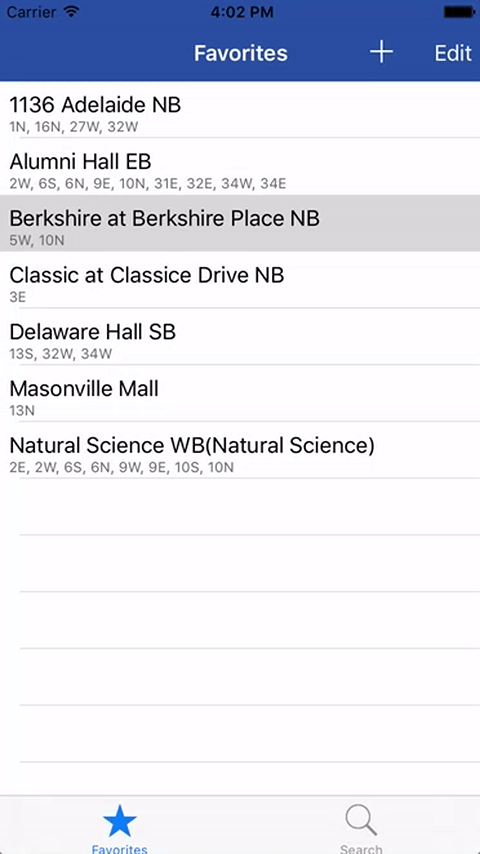 Carrier 4:02 PM
Favorites + Edit
1136 Adelaide NB
1N, 16N, 27W, 32W
Alumni Hall EB
2W, 6S, 6N, 9E, 10N, 31E, 32E, 34W, 34E
Berkshire at Berkshire Place NB
5W, 10N
Classic at Classice Drive NB
3E
Delaware Hall SB
13S, 32W, 34W
Masonville Mall
13N
Natural Science WB(Natural Science)
2E, 2W, 6S, 6N, 9W, 9E, 10S, 10N
Favorites Search